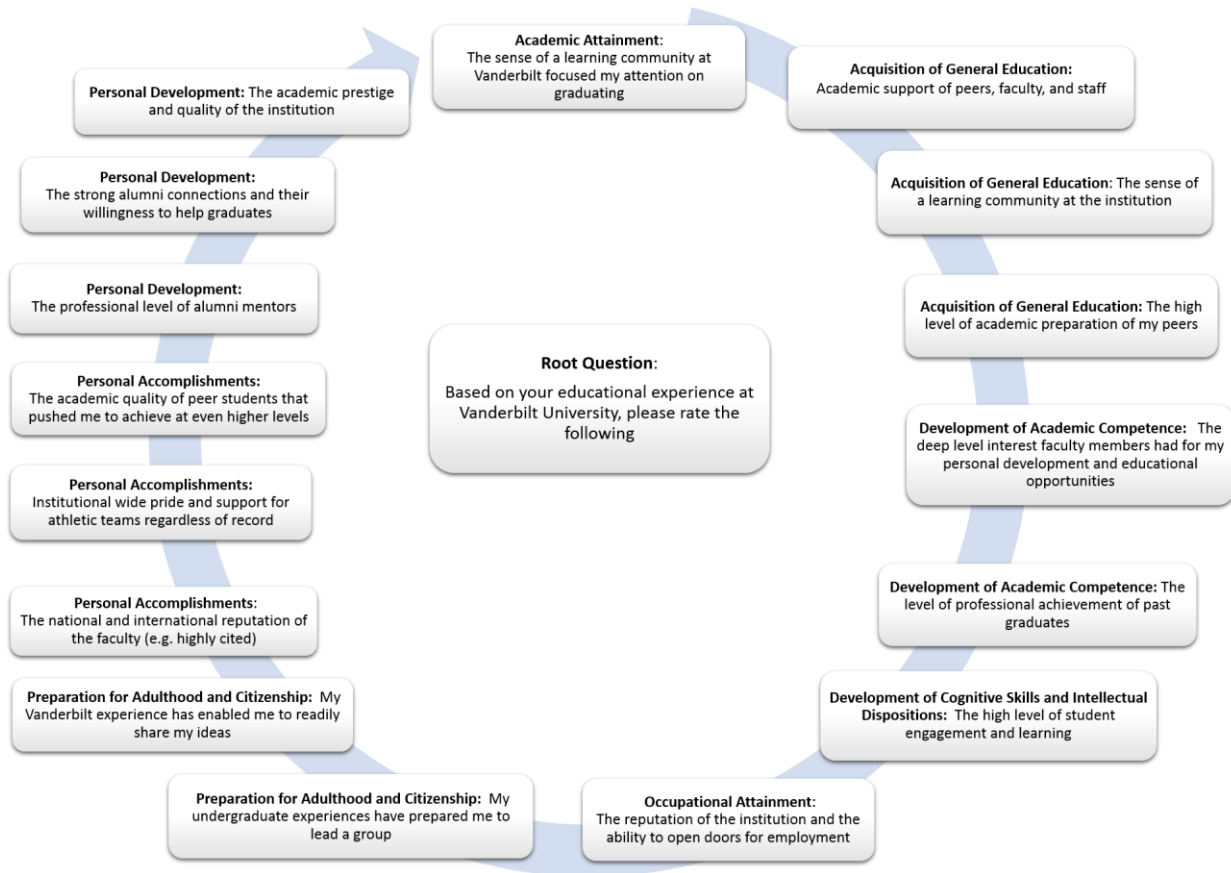 Academic Attainment:
The sense of a learning community at
Vanderbilt focused my attention on
graduating
Acquisition of General Education:
Academic support of peers, faculty, and staff
Acquisition of General Education: The sense of
a learning community at the institution
Acquisition of General Education: The high
level of academic preparation of my peers
Development of Academic Competence: The
deep level interest faculty members had for my
personal development and educational
opportunities
Development of Academic Competence: The
level of professional achievement of past
graduates
Development of Cognitive Skills and Intellectual
Dispositions: The high level of student
engagement and learning
Occupational Attainment:
The reputation of the institution and the
ability to open doors for employment
Preparation for Adulthood and Citizenship: My
undergraduate experiences have prepared me to
lead a group
Preparation for Adulthood and Citizenship: My
Vanderbilt experience has enabled me to readily
share my ideas
Personal Accomplishments:
The national and international reputation of
the faculty (e.g. highly cited)
Personal Accomplishments:
Institutional wide pride and support for
athletic teams regardless of record
Personal Accomplishments:
The academic quality of peer students that
pushed me to achieve at even higher levels
Personal Development:
The professional level of alumni mentors
Personal Development:
The strong alumni connections and their
willingness to help graduates
Personal Development: The academic prestige
and quality of the institution
Root Question:
Based on your educational experience at
Vanderbilt University, please rate the
following